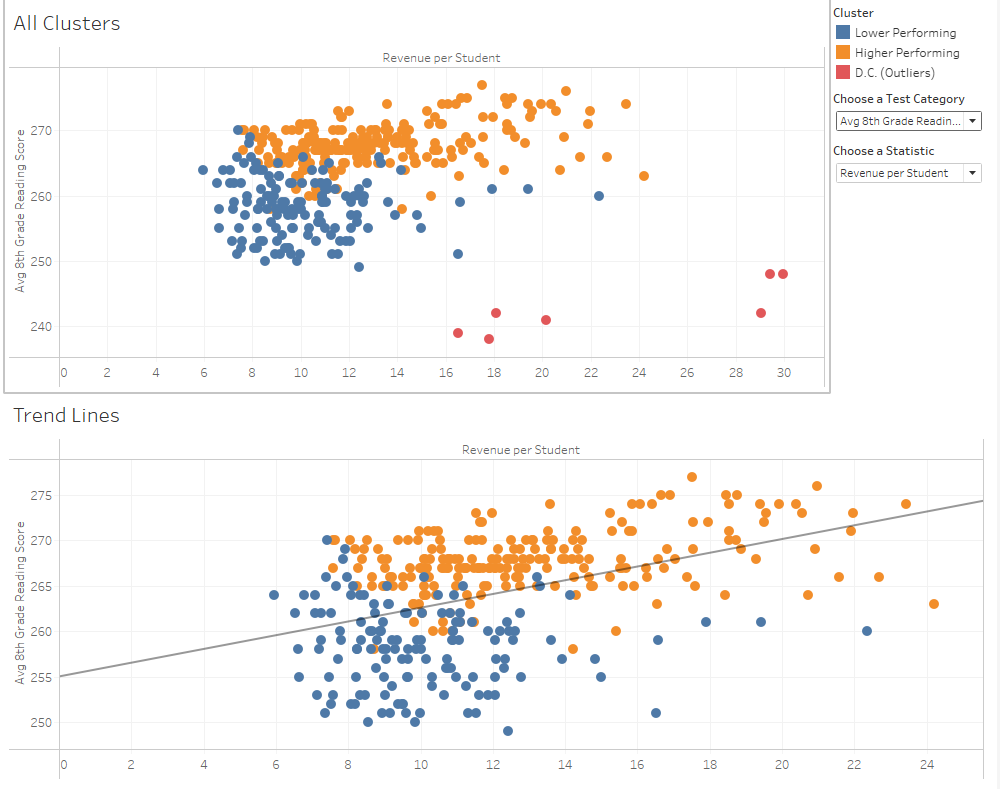 All Clusters
Revenue per Student
Avg 8th Grade Reading Score
270
260
250
240
0 2 4 6 8 10 12 14 16 18 20 22 24 26 28 30
Cluster
Lower Performing
Higher Performing
D.C. (Outliers)
Choose a Test Category
Avg 8th Grade Readin...
Choose a Statistic
Revenue per Student
Trend Lines
Revenue per Student
Avg 8th Grade Reading Score
275
270
265
260
255
250
0 2 4 6 8 10 12 14 16 18 20 22 24